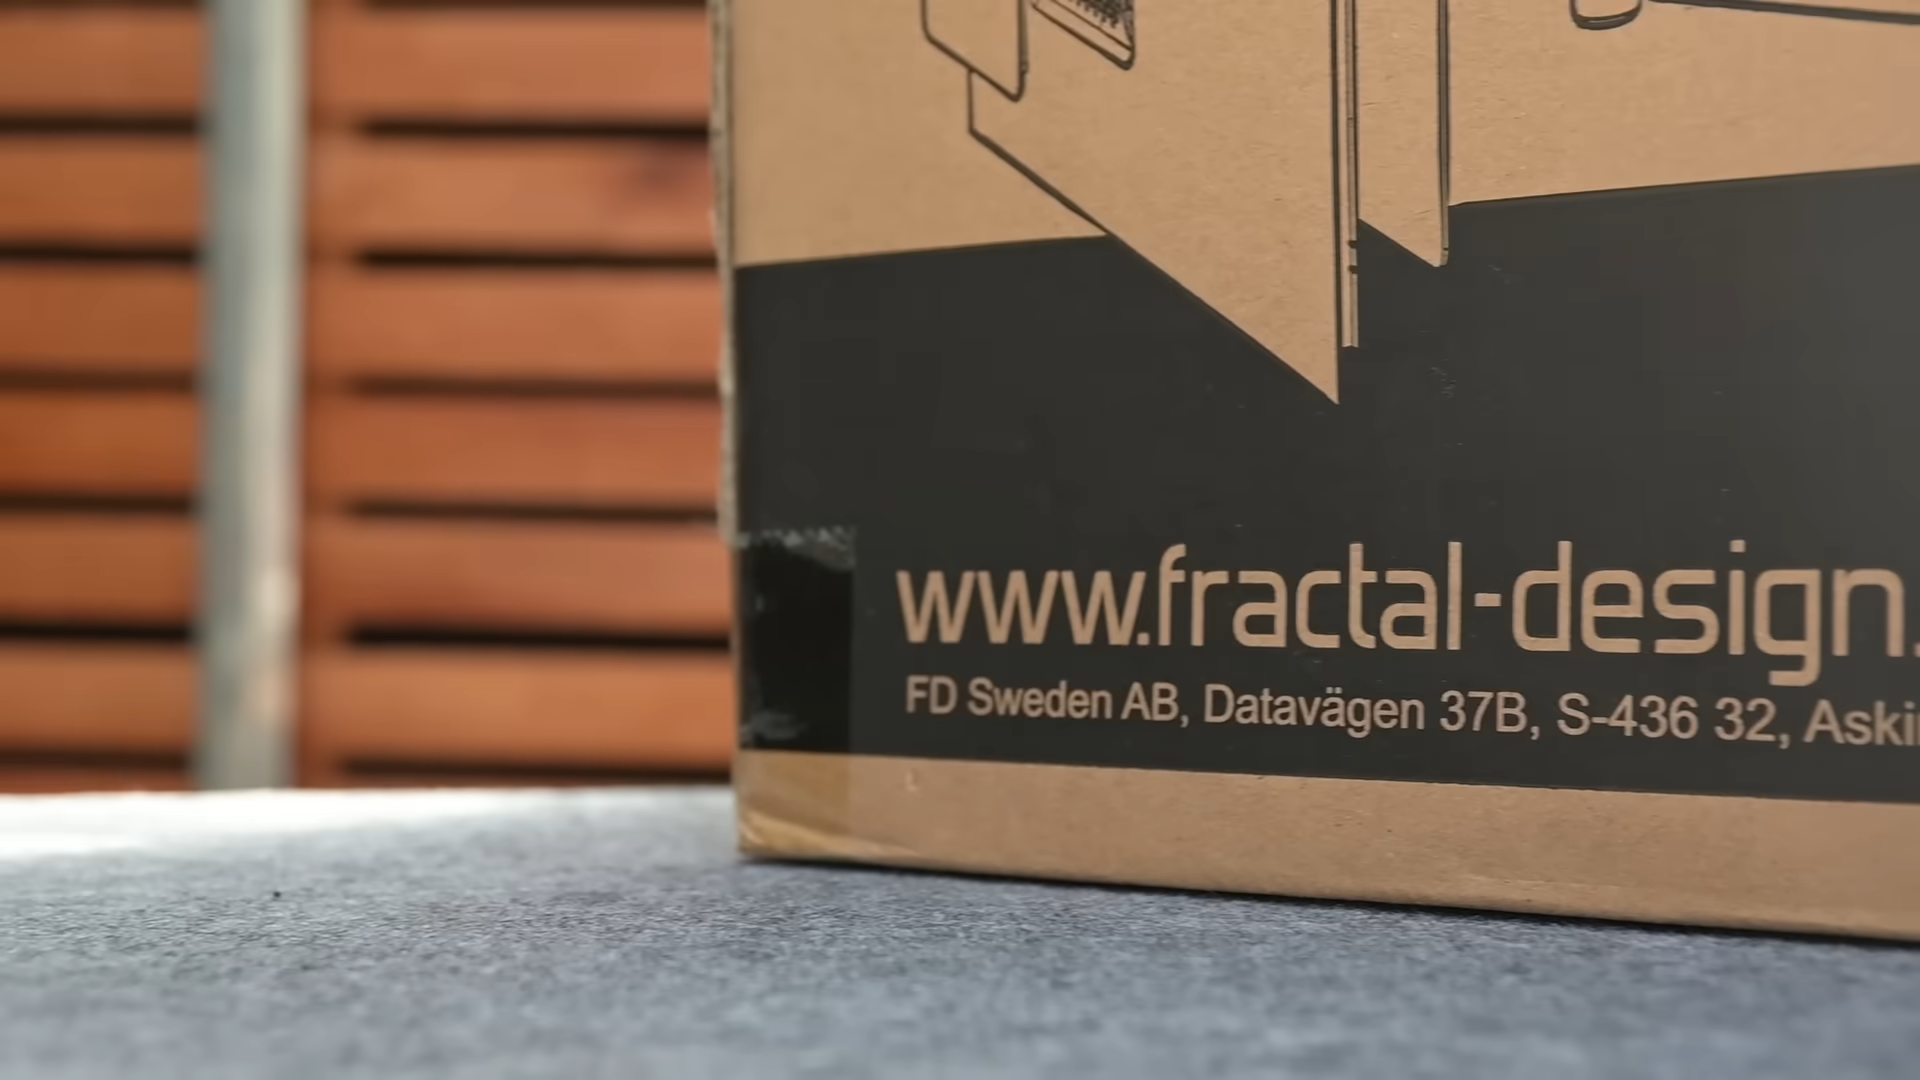 www.fractal-design.
FD Sweden AB, Datavägen 37B, S-436 32, Aski